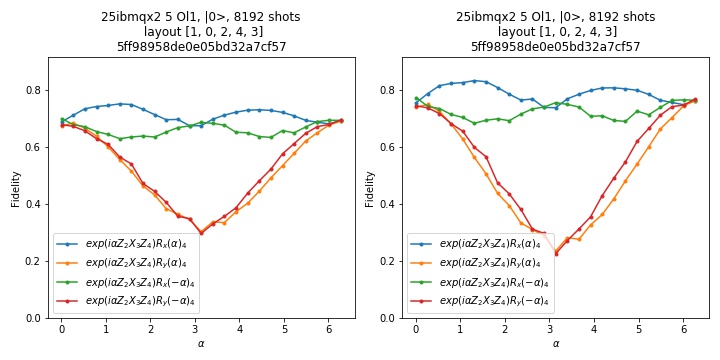 25ibmqx2 5 Ol1, |0>, 8192 shots
layout [1, 0, 2, 4, 3]
5ff98958de0e05bd32a7cf57
Fidelity
0.8
0.6
0.4
0.2
0.0
exp(iαZ₂X₃Z₄)Rₓ(α)₄
exp(iαZ₂X₃Z₄)Rᵧ(α)₄
exp(iαZ₂X₃Z₄)Rₓ(−α)₄
exp(iαZ₂X₃Z₄)Rᵧ(−α)₄
0 1 2 3 4 5 6
α
25ibmqx2 5 Ol1, |0>, 8192 shots
layout [1, 0, 2, 4, 3]
5ff98958de0e05bd32a7cf57
Fidelity
0.8
0.6
0.4
0.2
0.0
exp(iαZ₂X₃Z₄)Rₓ(α)₄
exp(iαZ₂X₃Z₄)Rᵧ(α)₄
exp(iαZ₂X₃Z₄)Rₓ(−α)₄
exp(iαZ₂X₃Z₄)Rᵧ(−α)₄
0 1 2 3 4 5 6
α